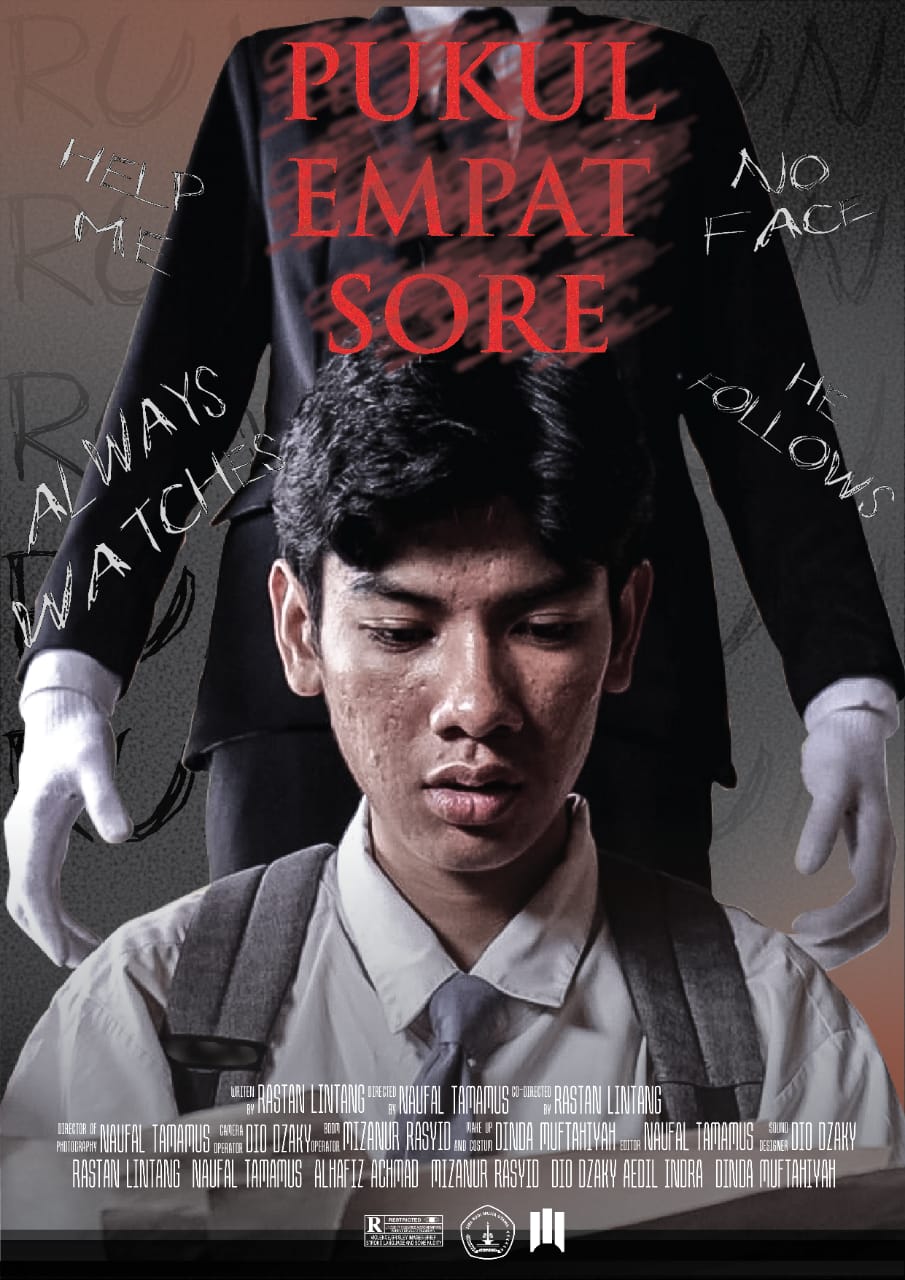 RUN
RUN
PUKUL
EMPAT
SORE
HELP
ME
NO
FACE
ALWAYS
WATCHES
HE
FOLLOWS
WRITTEN BY RASTAN LINTANG DIRECTED BY NAUFAL TAMAMUS CO-DIRECTED BY RASTAN LINTANG
DIRECTOR OF PHOTOGRAPHY NAUFAL TAMAMUS CAMERA OPERATOR DIO DZAKY BOOM OPERATOR MIZANUR RASYID MAKE UP AND COSTUM DINDA MUFTAHIYAH EDITOR NAUFAL TAMAMUS SOUND DESIGNER DIO DZAKY
RASTAN LINTANG NAUFAL TAMAMUS ALHAFIZ ACHMAD MIZANUR RASYID DIO DZAKY AEDIL INDRA DINDA MUFTAHIYAH
R RESTRICTED